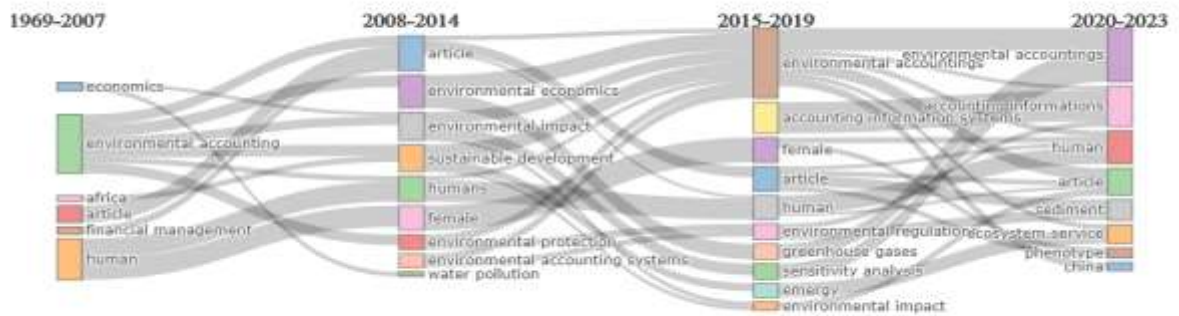 1969-2007
2008-2014
2015-2019
2020-2023
economics
environmental accounting
africa
article
financial management
human
article
environmental economics
environmental impact
sustainable development
humans
female
environmental protection
environmental accounting systems
water pollution
environmental accountings
accounting information systems
female
article
human
environmental regulation
greenhouse gases
sensitivity analysis
emergy
environmental impact
environmental accountings
accounting informations
human
article
sediment
ecosystem service
phenotype
china